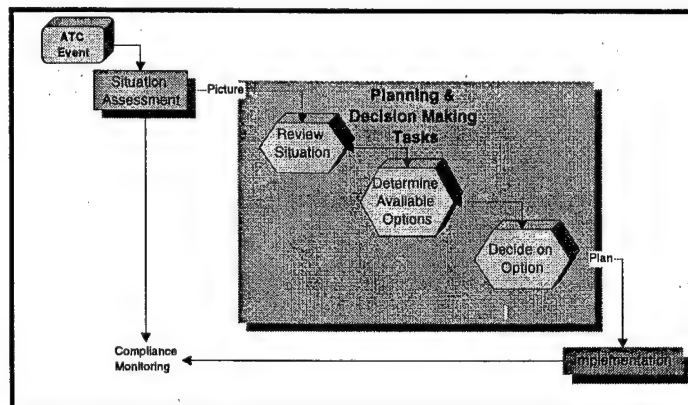 ATC
Event
Situation
Assessment
Picture
Planning &
Decision Making
Tasks
Review
Situation
Determine
Available
Options
Decide on
Option
Plan
Compliance
Monitoring
Implementation